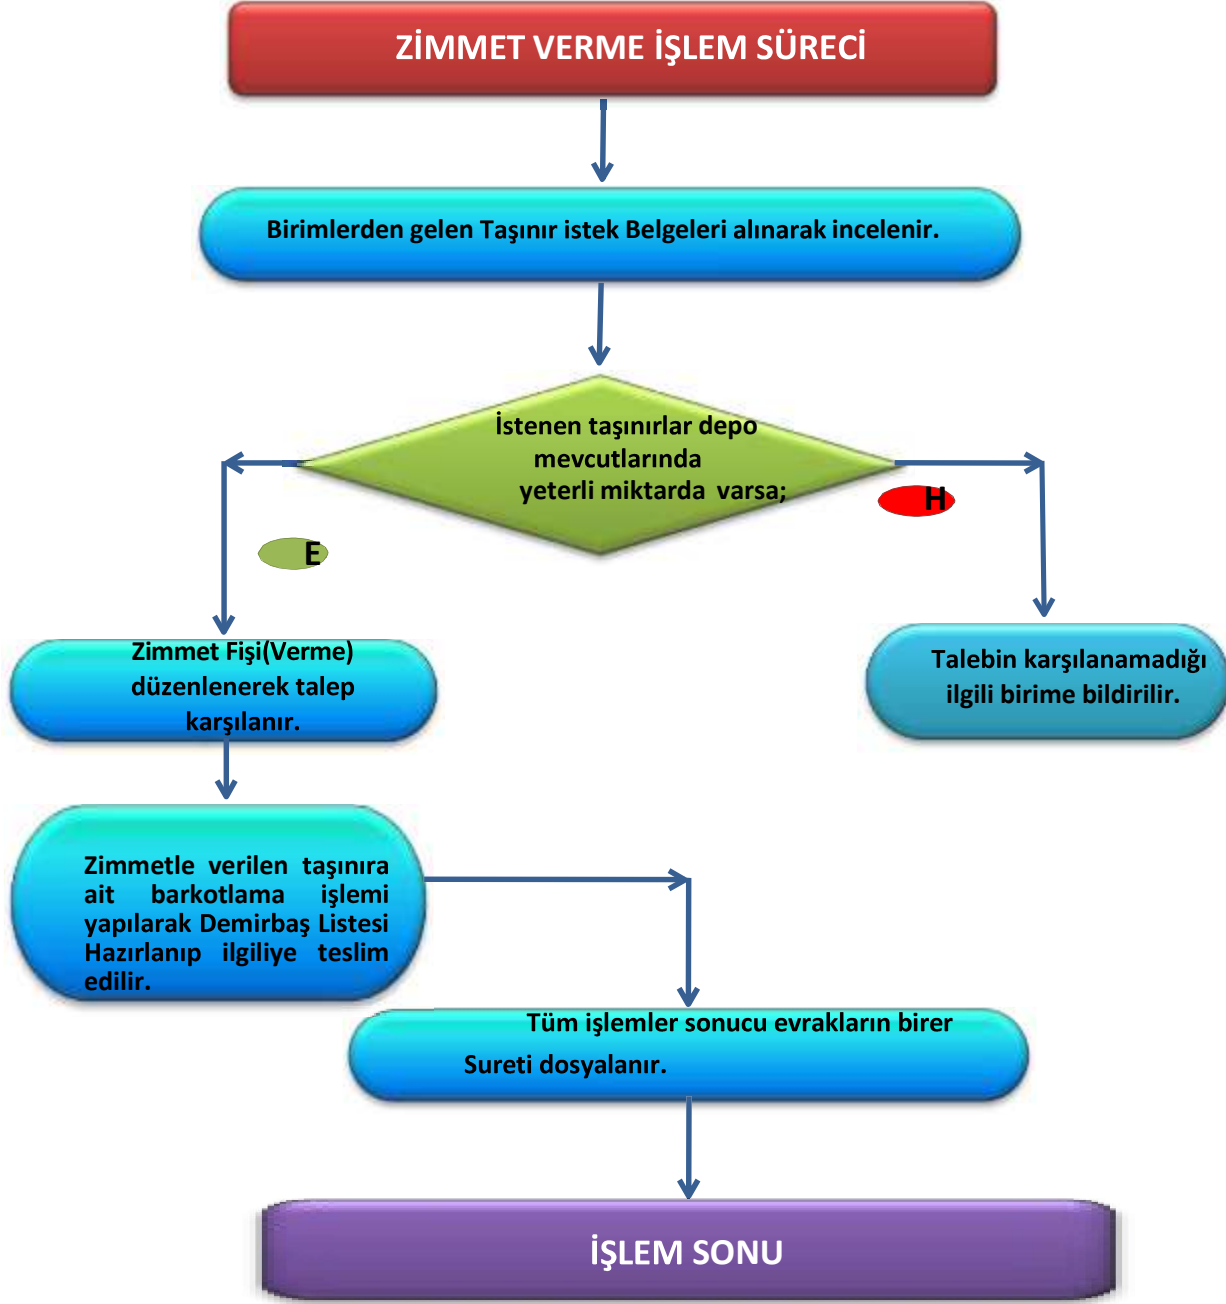 ZİMMET VERME İŞLEM SÜRECİ
Birimlerden gelen Taşınır istek Belgeleri alınarak incelenir.
İstenen taşınırlar depo
mevcutlarında
yeterli miktarda varsa;
H
E
Zimmet Fişi(Verme)
düzenlenerek talep
karşılanır.
Talebin karşılanamadığı
ilgili birime bildirilir.
Zimmetle verilen taşınıra
ait barkotlama işlemi
yapılarak Demirbaş Listesi
Hazırlanıp ilgiliye teslim
edilir.
Tüm işlemler sonucu evrakların birer
Sureti dosyalanır.
İŞLEM SONU